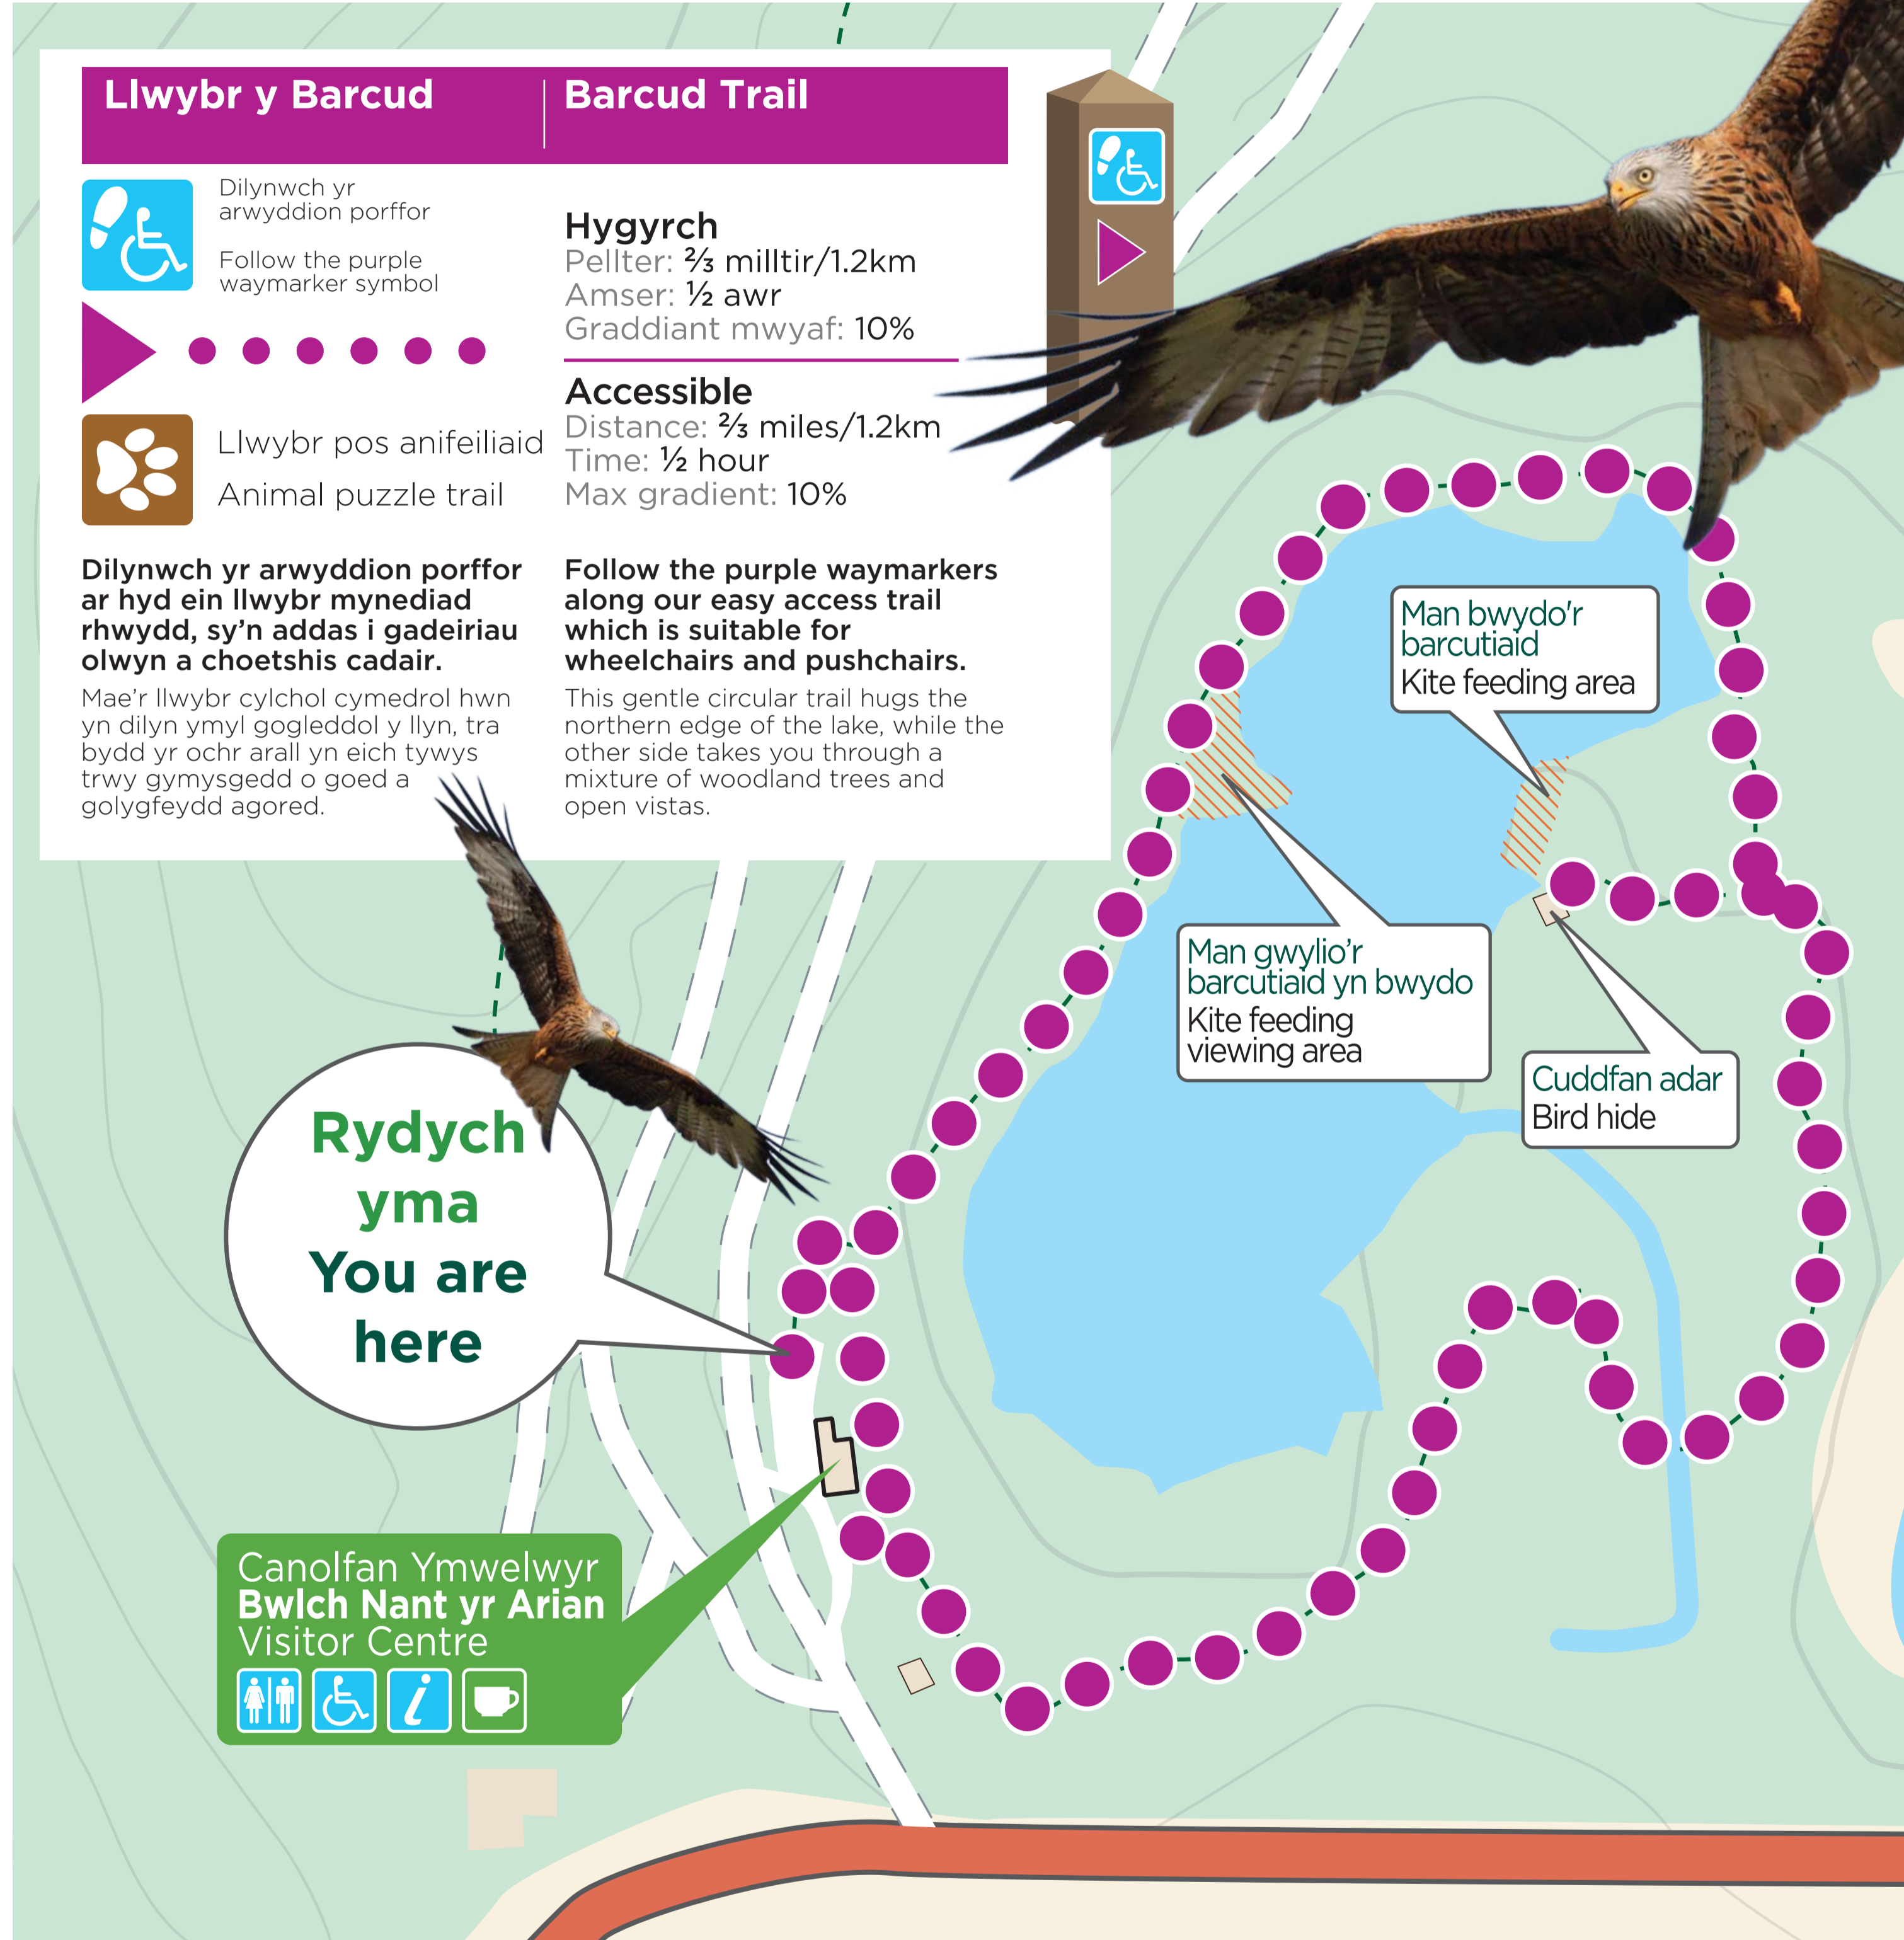 Llwybr y Barcud
Barcud Trail
Dilynwch yr
arwyddion porffor
Follow the purple
waymarker symbol
Llwybr pos anifeiliaid
Animal puzzle trail
Hygyrch
Pellter: ⅔ milltir/1.2km
Amser: ½ awr
Graddiant mwyaf: 10%
Accessible
Distance: ⅔ miles/1.2km
Time: ½ hour
Max gradient: 10%
Dilynwch yr arwyddion porffor
ar hyd ein llwybr mynediad
rhwydd, sy’n addas i gadeiriau
olwyn a choetshis cadair.
Mae’r llwybr cylchol cymedrol hwn
yn dilyn ymyl gogleddol y llyn, tra
bydd yr ochr arall yn eich tywys
trwy gymysgedd o goed a
golygfeydd agored.
Follow the purple waymarkers
along our easy access trail
which is suitable for
wheelchairs and pushchairs.
This gentle circular trail hugs the
northern edge of the lake, while the
other side takes you through a
mixture of woodland trees and
open vistas.
Man bwydo'r
barcutiaid
Kite feeding area
Man gwylio’r
barcutiaid yn bwydo
Kite feeding
viewing area
Cuddfan adar
Bird hide
Rydych
yma
You are
here
Canolfan Ymwelwyr
Bwlch Nant yr Arian
Visitor Centre
i